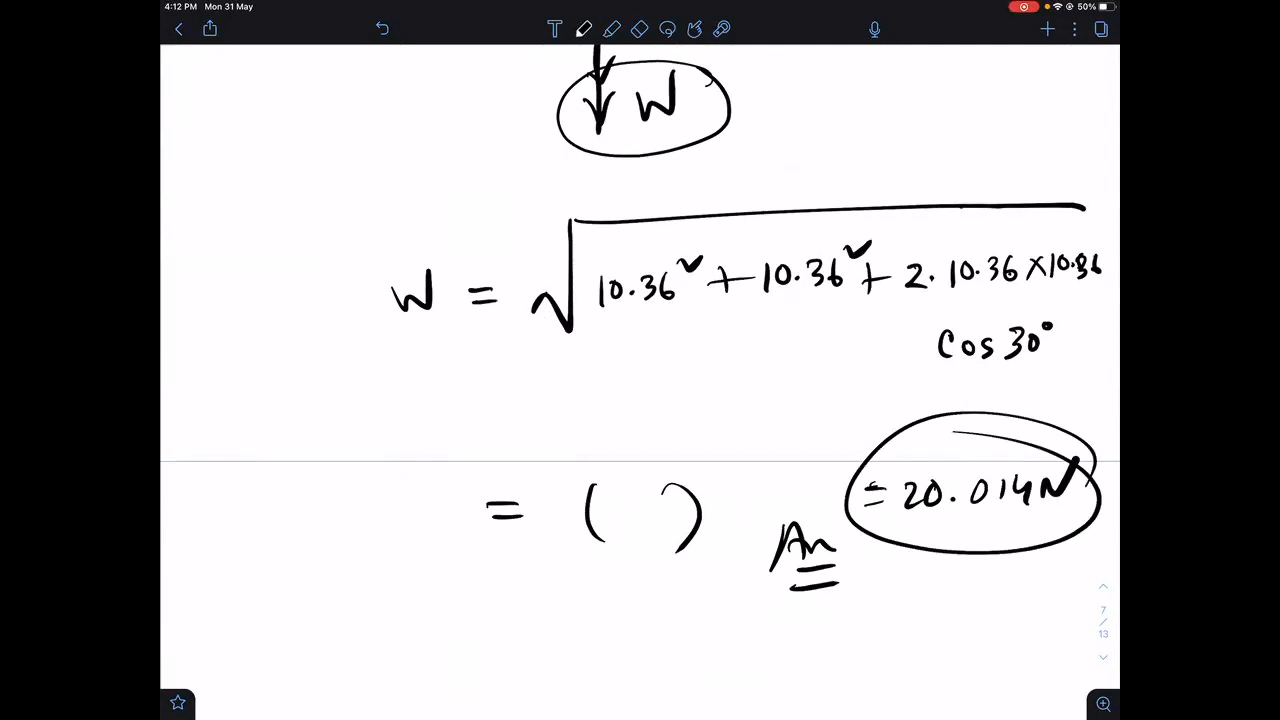 4:12 PM Mon 31 May
50%
W
W = √10.36² + 10.36² + 2. 10.36 × 10.36
Cos 30°
= 20.014N
= ( )
An
7
/
13